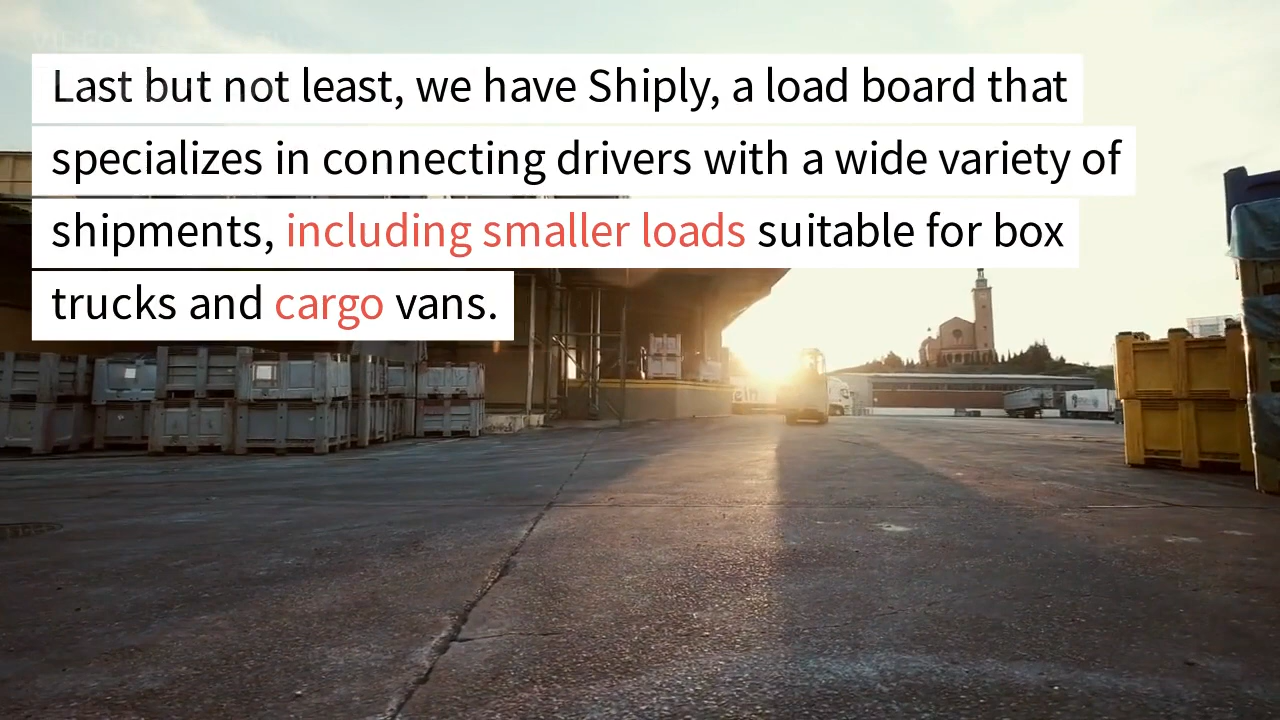 Last but not least, we have Shiply, a load board that
specializes in connecting drivers with a wide variety of
shipments, including smaller loads suitable for box
trucks and cargo vans.